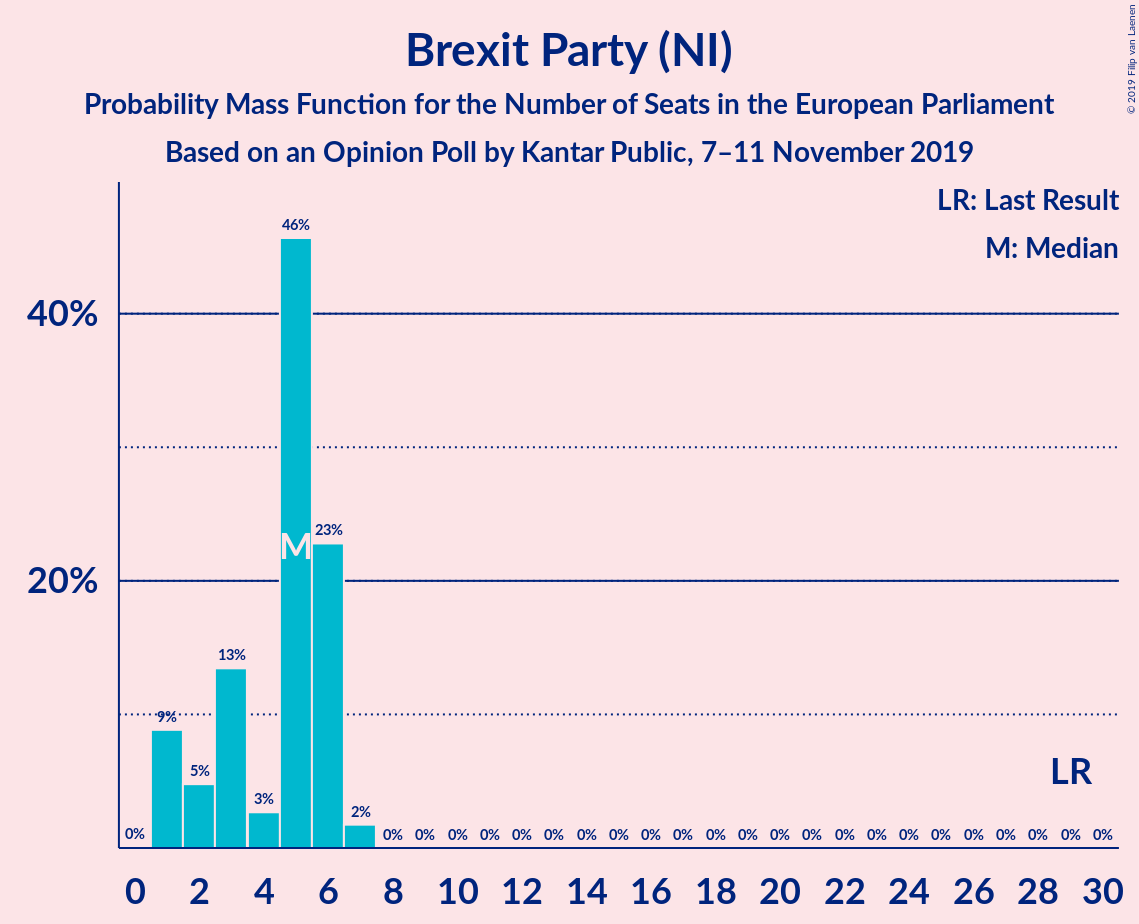 Brexit Party (NI)
Probability Mass Function for the Number of Seats in the European Parliament
Based on an Opinion Poll by Kantar Public, 7–11 November 2019
© 2019 Filip van Laenen
LR: Last Result
M: Median
40%
20%
0% 9% 5% 13% 3% 46% 23% 2% 0% 0% 0% 0% 0% 0% 0% 0% 0% 0% 0% 0% 0% 0% 0% 0% 0% 0% 0% 0% 0% 0% 0%
M
LR
0 2 4 6 8 10 12 14 16 18 20 22 24 26 28 30